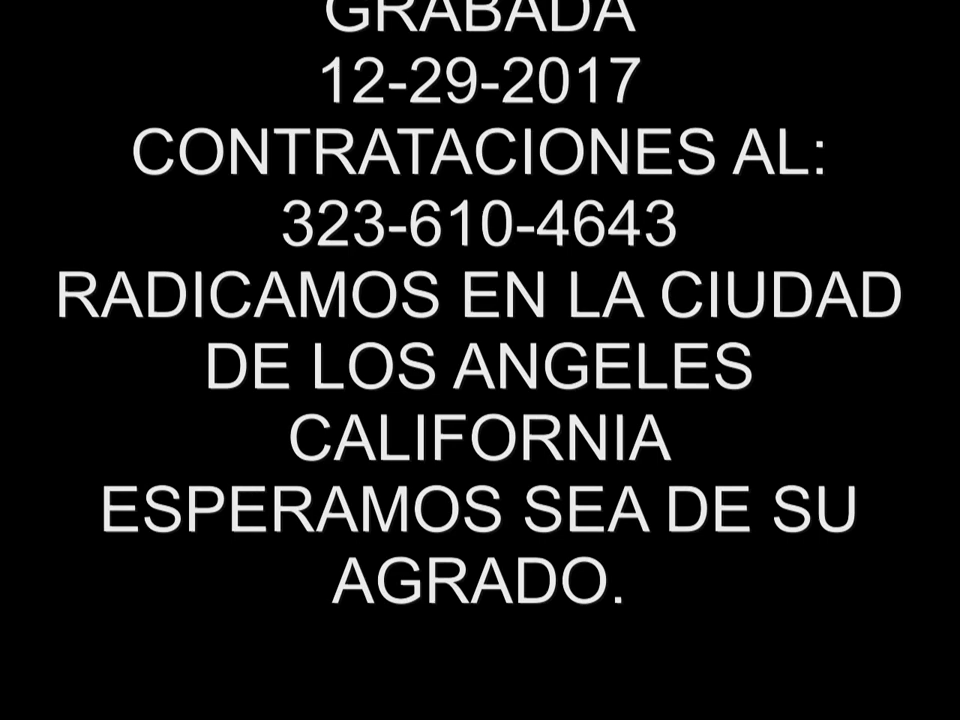 GRABADA
12-29-2017
CONTRATACIONES AL:
323-610-4643
RADICAMOS EN LA CIUDAD
DE LOS ANGELES
CALIFORNIA
ESPERAMOS SEA DE SU
AGRADO.